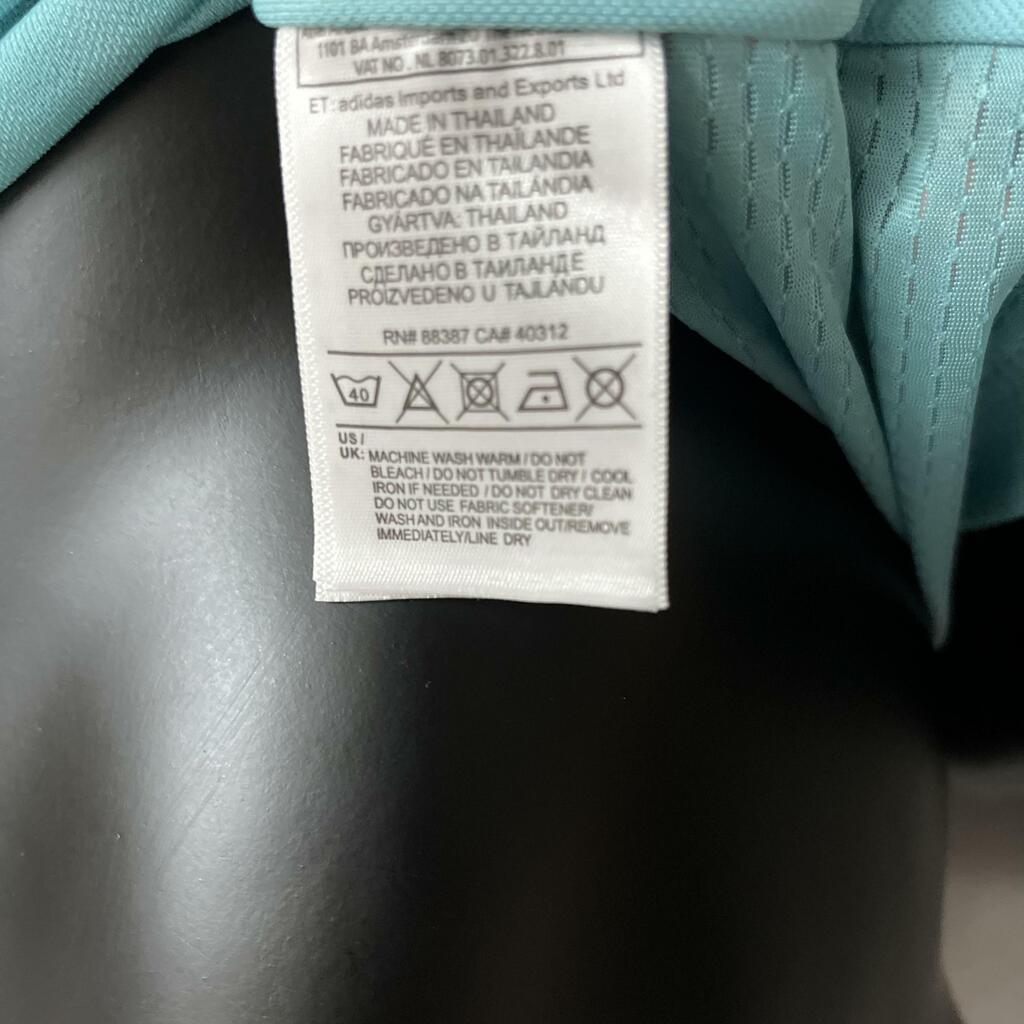 1101 BA Amsterdam
VAT NO . NL 8073.01.322.8.01
ET: adidas Imports and Exports Ltd
MADE IN THAILAND
FABRIQUÉ EN THAÏLANDE
FABRICADO EN TAILANDIA
FABRICADO NA TAILÂNDIA
GYÁRTVA: THAILAND
ПРОИЗВЕДЕНО В ТАЙЛАНД
СДЕЛАНО В ТАИЛАНДЕ
PROIZVEDENO U TAJLANDU
RN# 88387 CA# 40312
40
US /
UK: MACHINE WASH WARM / DO NOT
BLEACH / DO NOT TUMBLE DRY / COOL
IRON IF NEEDED / DO NOT DRY CLEAN
DO NOT USE FABRIC SOFTENER/
WASH AND IRON INSIDE OUT/REMOVE
IMMEDIATELY/LINE DRY